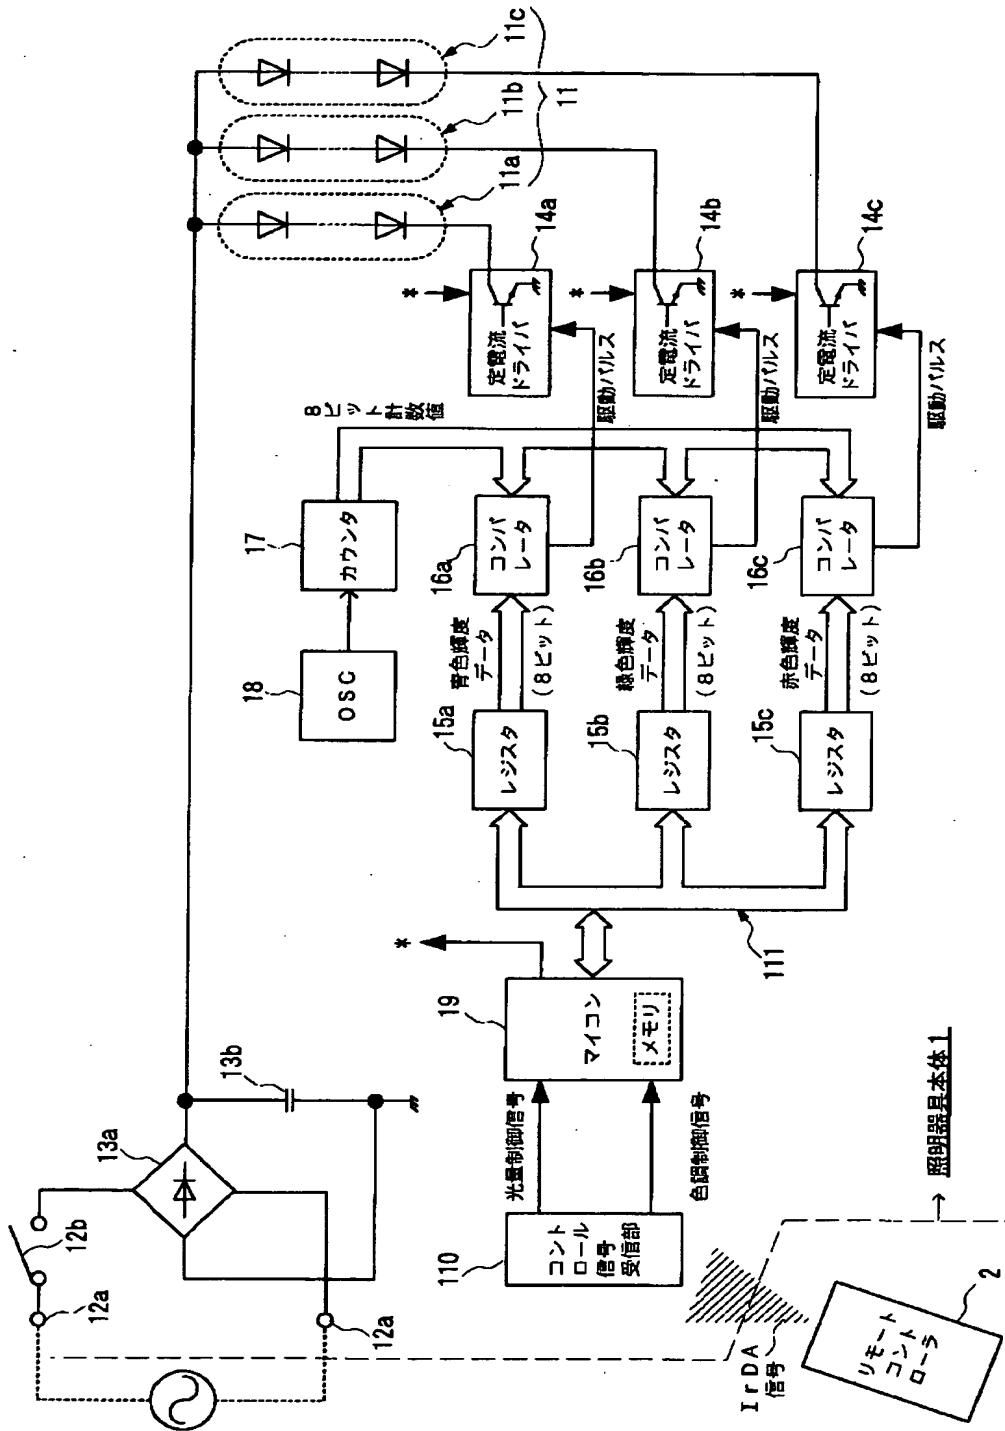 12a
12b
12a
13a
13b
11a
11b
11c
11
18
OSC
17
カウンタ
8ビット計数値
14a
定電流
ドライバ
*
14b
定電流
ドライバ
*
14c
定電流
ドライバ
*
駆動パルス
駆動パルス
駆動パルス
16a
コンパ
レータ
16b
コンパ
レータ
16c
コンパ
レータ
青色輝度
データ
(8ビット)
緑色輝度
データ
(8ビット)
赤色輝度
データ
(8ビット)
15a
レジスタ
15b
レジスタ
15c
レジスタ
111
*
19
マイコン
メモリ
光量制御信号
色調制御信号
110
コント
ロール
信号
受信部
IrDA
信号
リモート
コント
ローラ
2
照明器具本体1